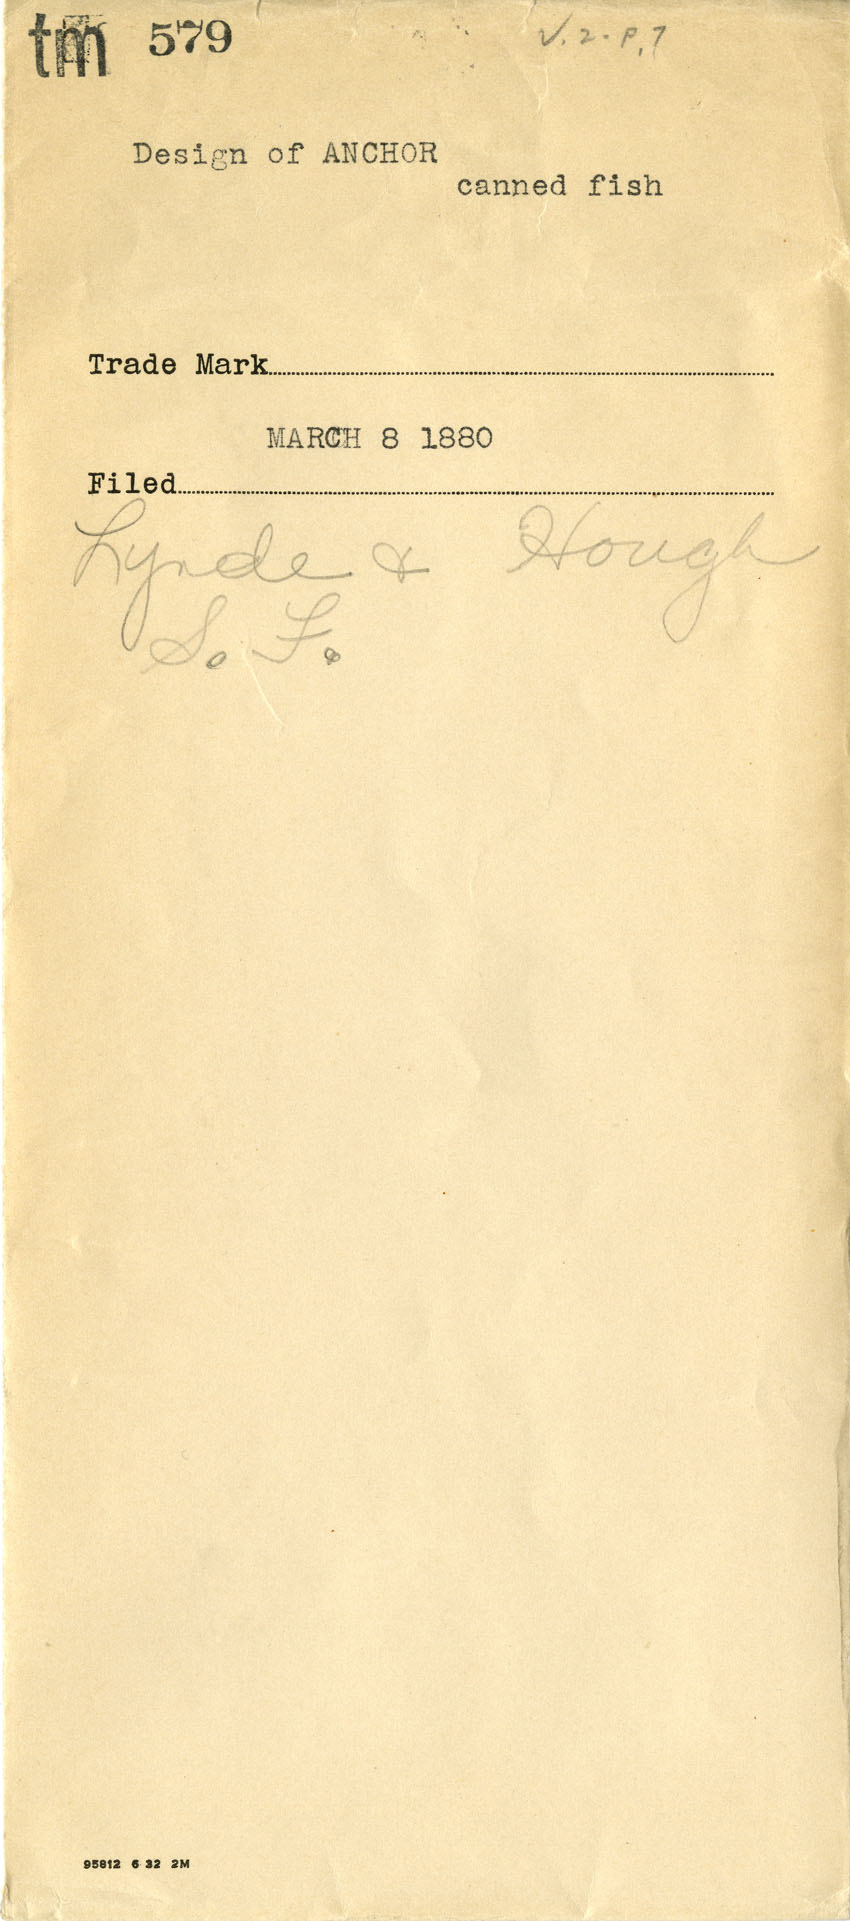 tm 579 V. 2 - P. 7
Design of ANCHOR
canned fish
Trade Mark
MARCH 8 1880
Filed
Lynde & Hough
S. F.
95812 6 32 2M